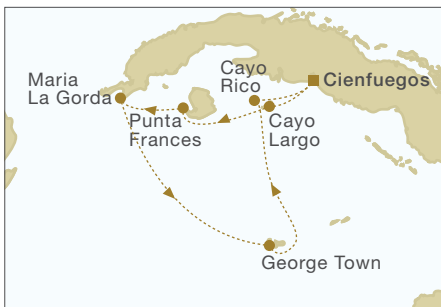 Maria
La Gorda
Cayo
Rico
Cienfuegos
Punta
Frances
Cayo
Largo
George Town